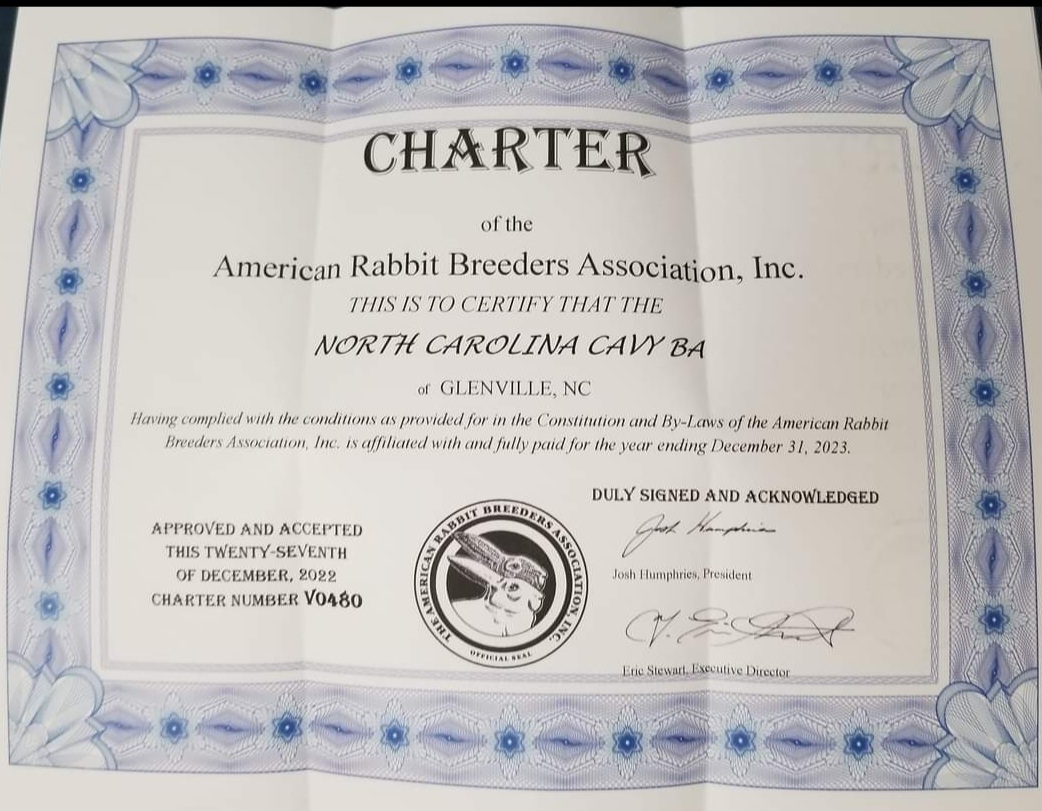 CHARTER
of the
American Rabbit Breeders Association, Inc.
THIS IS TO CERTIFY THAT THE
NORTH CAROLINA CAVY BA
of GLENVILLE, NC
Having complied with the conditions as provided for in the Constitution and By-Laws of the American Rabbit
Breeders Association, Inc. is affiliated with and fully paid for the year ending December 31, 2023.
APPROVED AND ACCEPTED
THIS TWENTY-SEVENTH
OF DECEMBER, 2022
CHARTER NUMBER V0480
THE AMERICAN RABBIT BREEDERS ASSOCIATION, INC.
OFFICIAL SEAL
DULY SIGNED AND ACKNOWLEDGED
Josh Humphries
Josh Humphries, President
Eric Stewart, Executive Director